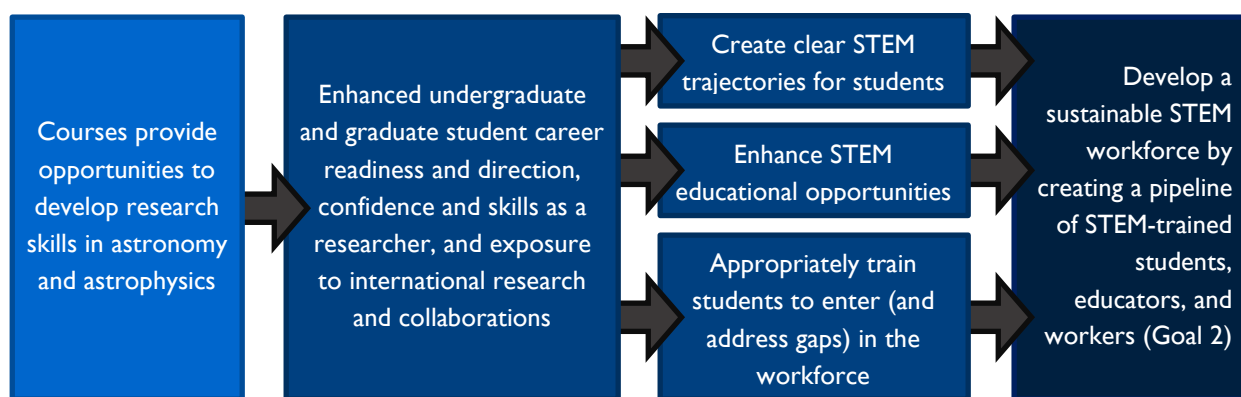 Courses provide
opportunities to
develop research
skills in astronomy
and astrophysics
Enhanced undergraduate
and graduate student career
readiness and direction,
confidence and skills as a
researcher, and exposure
to international research
and collaborations
Create clear STEM
trajectories for students
Enhance STEM
educational opportunities
Appropriately train
students to enter (and
address gaps) in the
workforce
Develop a
sustainable STEM
workforce by
creating a pipeline
of STEM-trained
students,
educators, and
workers (Goal 2)